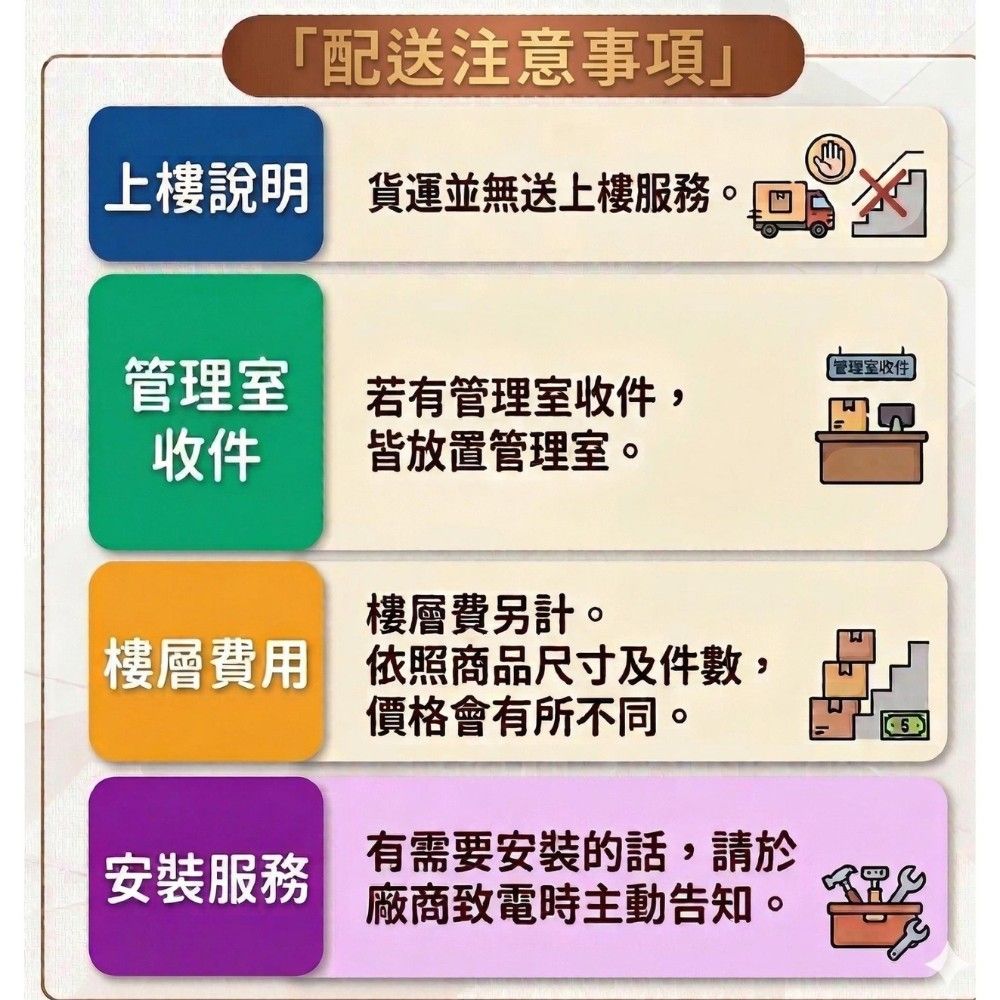 「配送注意事項」
上樓說明
貨運並無送上樓服務。
管理室
收件
若有管理室收件，
皆放置管理室。
管理室收件
樓層費用
樓層費另計。
依照商品尺寸及件數，
價格會有所不同。
5
安裝服務
有需要安裝的話，請於
廠商致電時主動告知。